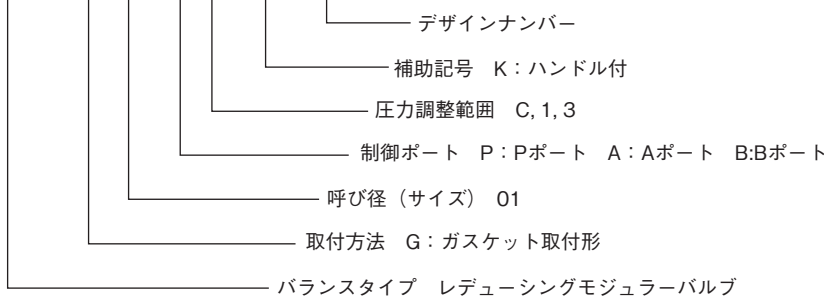 デザインナンバー
補助記号　K：ハンドル付
圧力調整範囲　C, 1, 3
制御ポート　P：Pポート　A：Aポート　B:Bポート
呼び径（サイズ）　01
取付方法　G：ガスケット取付形
バランスタイプ　レデューシングモジュラーバルブ